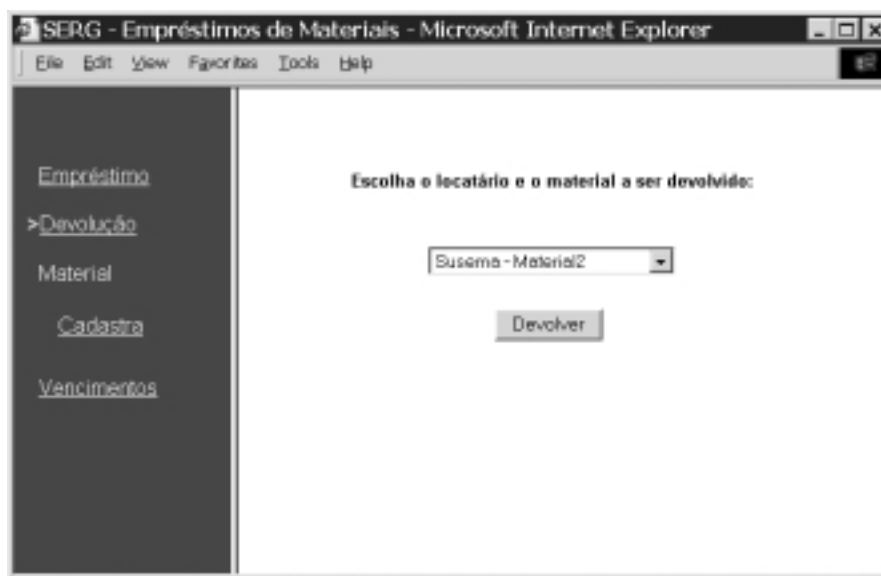 SERG - Empréstimos de Materiais - Microsoft Internet Explorer
File Edit View Favorites Tools Help
Empréstimo
>Devolução
Material
Cadastra
Vencimentos
Escolha o locatário e o material a ser devolvido:
Susema - Material2
Devolver